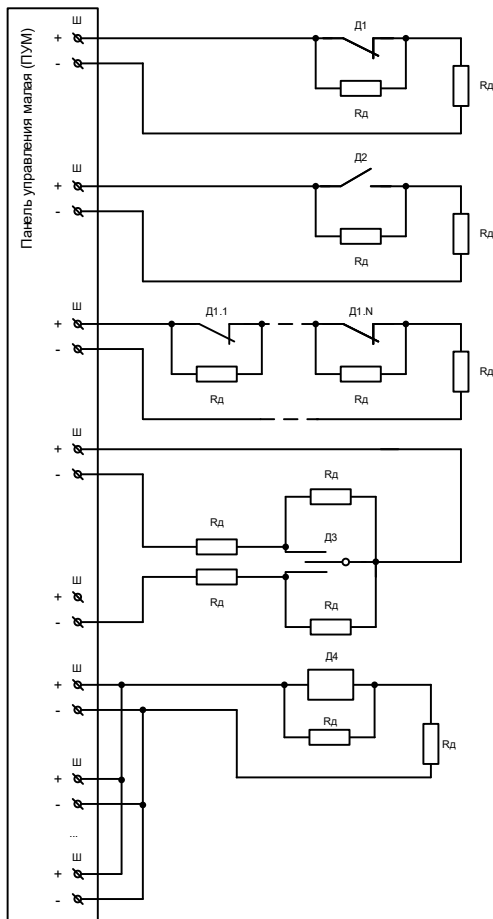 Панель управления малая (ПУМ)
Ш
+
-
Д1
Rд
Rд
Ш
+
-
Д2
Rд
Rд
Ш
+
-
Д1.1
Д1.N
Rд
Rд
Rд
Ш
+
-
Rд
Rд
Д3
Ш
+
-
Rд
Rд
Ш
+
-
Д4
Rд
Rд
Ш
+
-
...
Ш
+
-